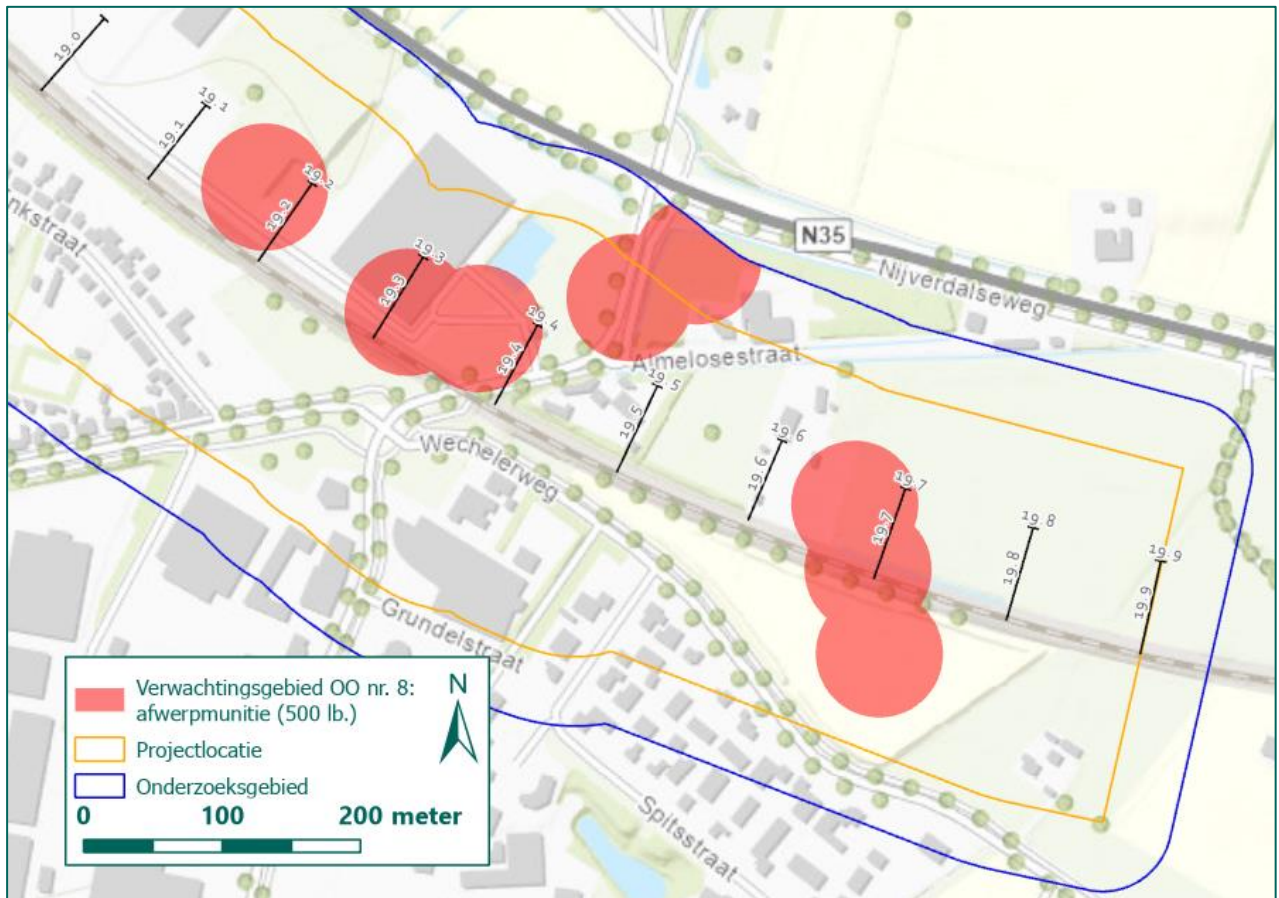 19.0
19.1
19.1
19.2
19.2
19.3
19.3
19.4
19.4
19.5
19.5
19.6
19.6
19.7
19.7
19.8
19.8
19.9
19.9
N35
Nijverdalseweg
Almelosestraat
nkstraat
Wechelerweg
Grundelstraat
Spitsstraat
Verwachtingsgebied OO nr. 8:
afwerpmunitie (500 lb.)
Projectlocatie
Onderzoeksgebied
N
0 100 200 meter